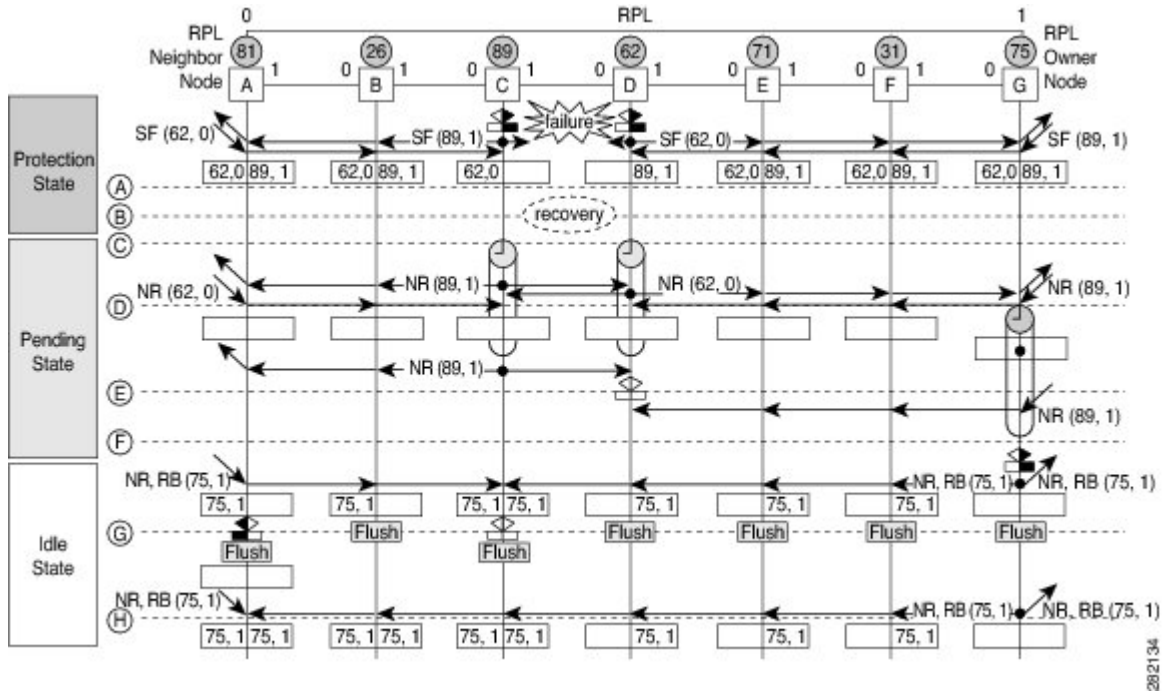 0 RPL 1
RPL Neighbor Node 81 26 89 62 71 31 75 RPL Owner Node
A 1 0 B 1 0 C 1 0 D 1 0 E 1 0 F 1 0 G
Protection State
failure
SF (62, 0) SF (89, 1) SF (62, 0) SF (89, 1)
62,0 89, 1 62,0 89, 1 62,0 89, 1 62,0 89, 1 62,0 89, 1 62,0 89, 1
A
B recovery
C
Pending State
NR (89, 1) NR (62, 0)
NR (62, 0) NR (89, 1)
D
NR (89, 1)
E
NR (89, 1)
F
Idle State
NR, RB (75, 1) NR, RB (75, 1) NR, RB (75, 1)
75, 1 75, 1 75, 1 75, 1 75, 1 75, 1 75, 1
G Flush Flush Flush Flush Flush
Flush Flush
NR, RB (75, 1) NR, RB (75, 1) NR, RB (75, 1)
H
75, 1 75, 1 75, 1 75, 1 75, 1 75, 1 75, 1 75, 1 75, 1
282134